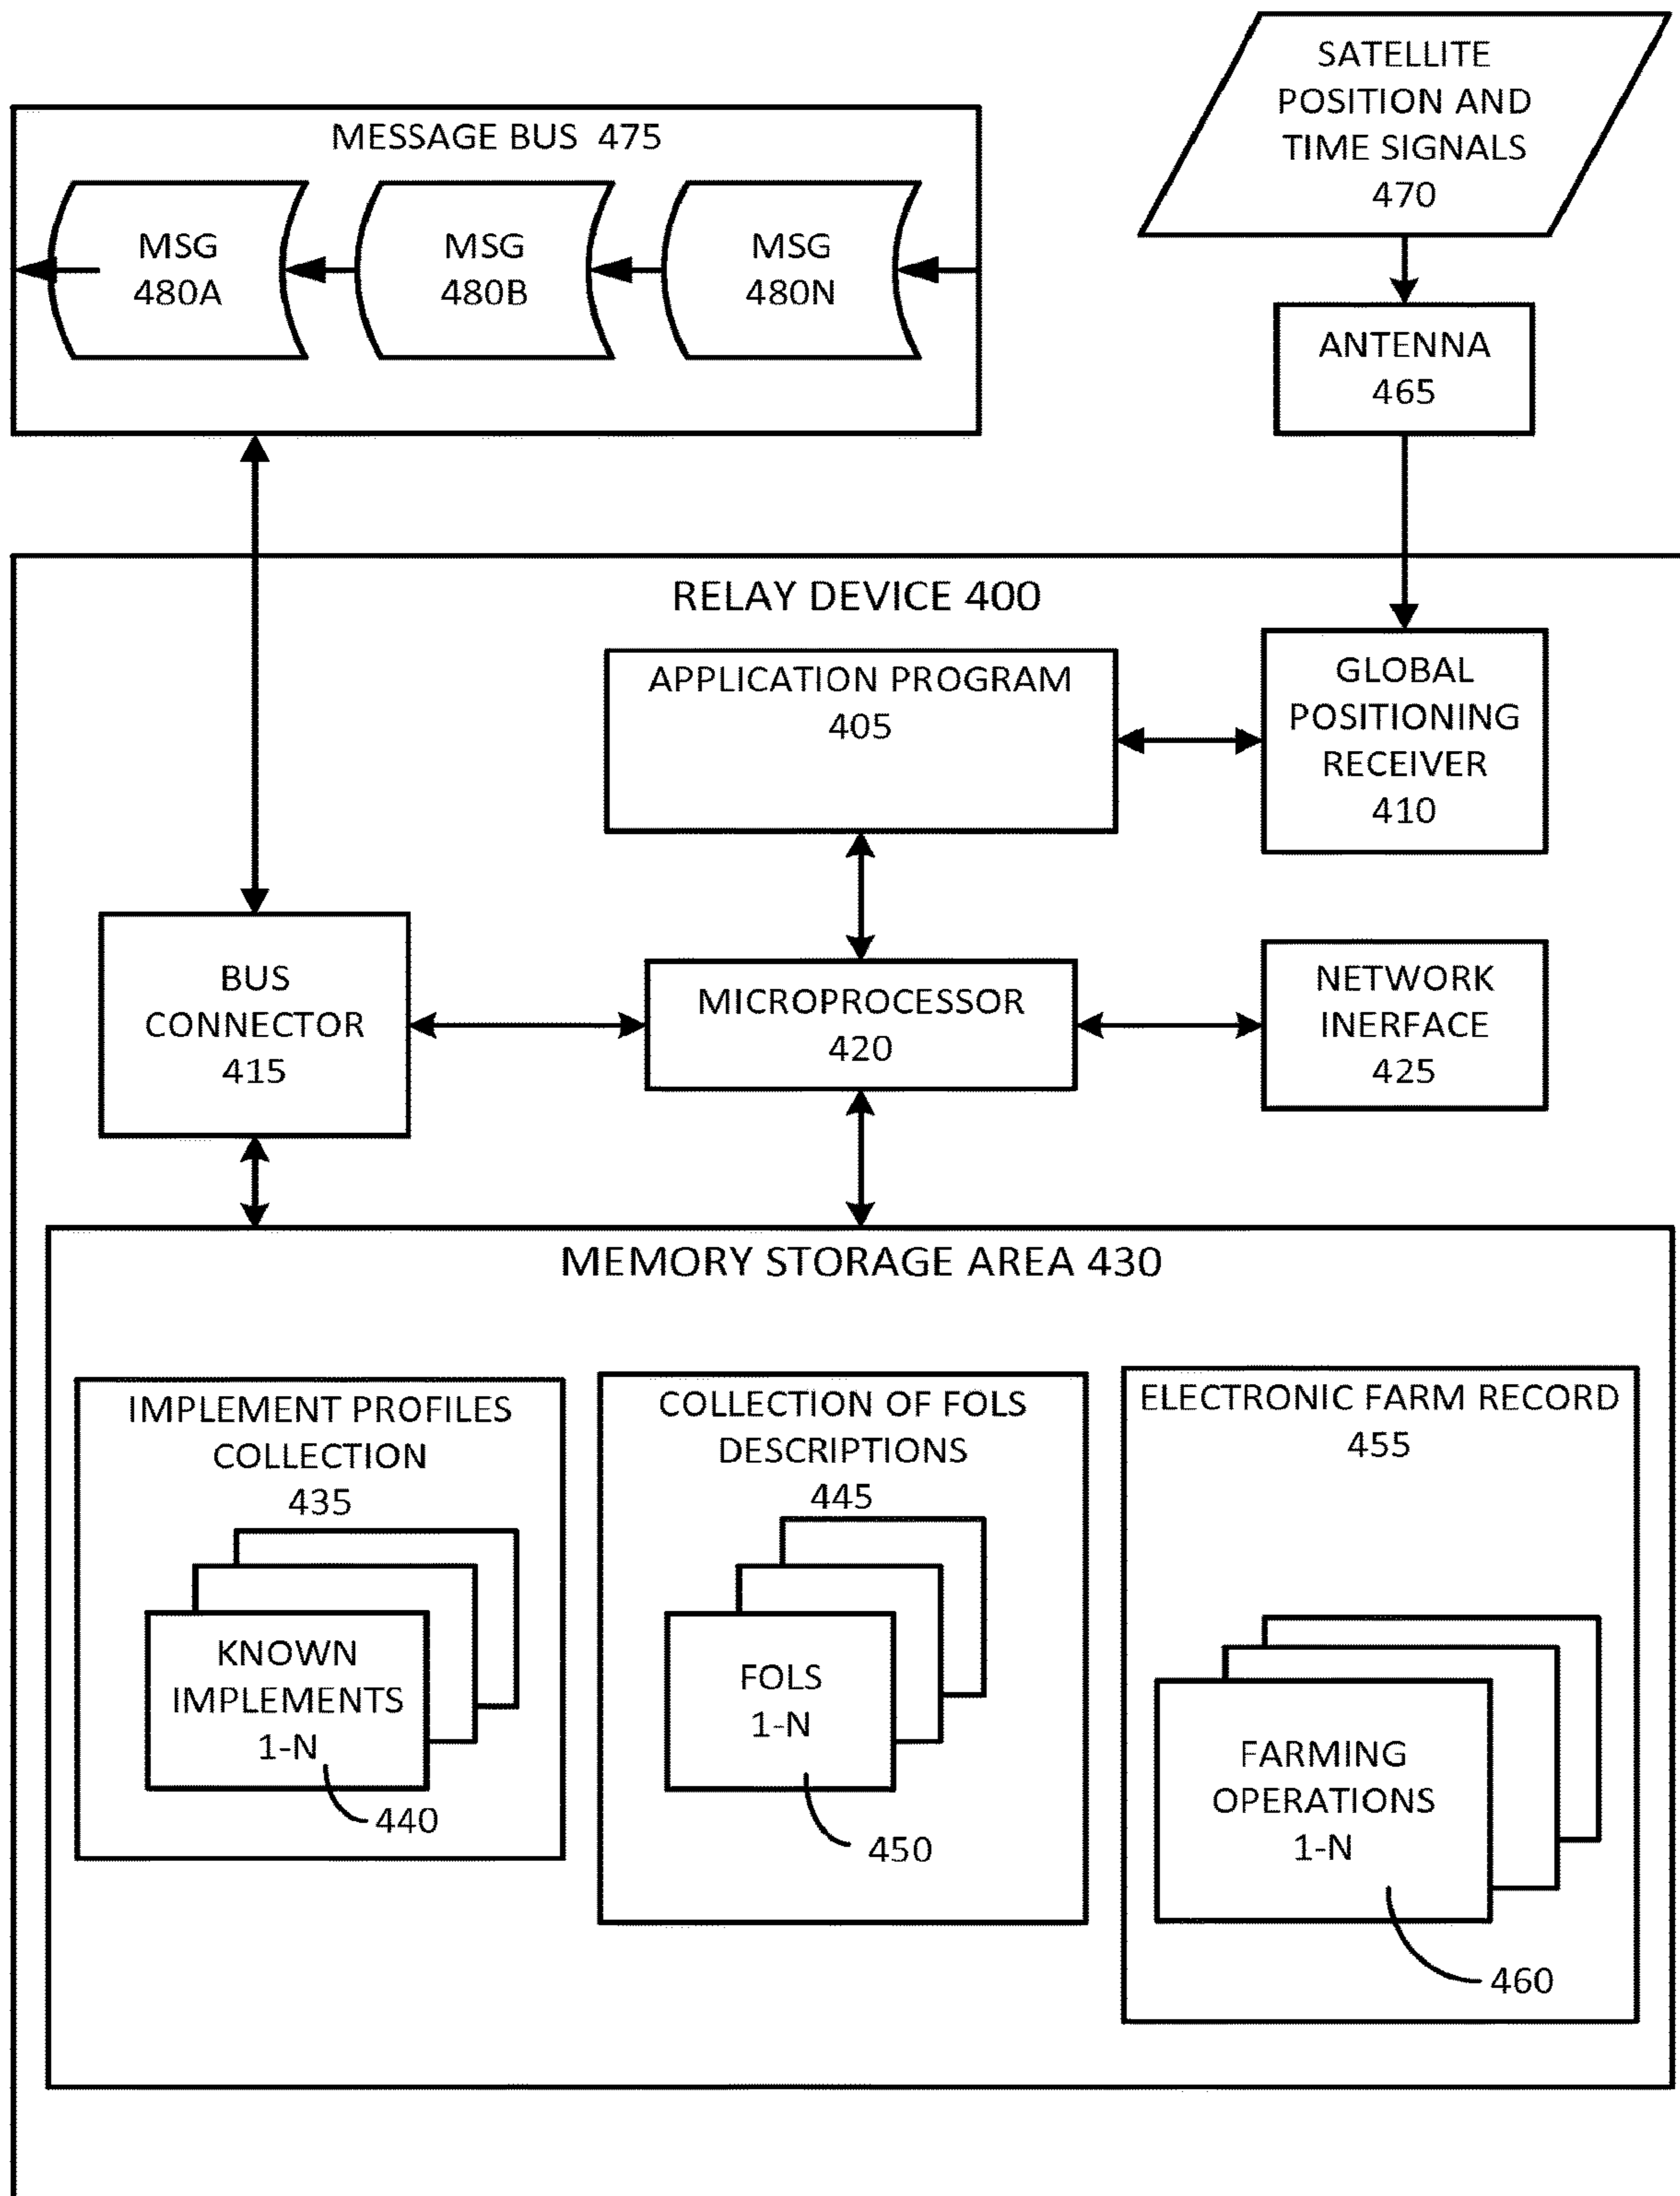 SATELLITE
POSITION AND
TIME SIGNALS
470
MESSAGE BUS 475
MSG
480A
MSG
480B
MSG
480N
ANTENNA
465
RELAY DEVICE 400
APPLICATION PROGRAM
405
GLOBAL
POSITIONING
RECEIVER
410
BUS
CONNECTOR
415
MICROPROCESSOR
420
NETWORK
INERFACE
425
MEMORY STORAGE AREA 430
IMPLEMENT PROFILES
COLLECTION
435
KNOWN
IMPLEMENTS
1-N
440
COLLECTION OF FOLS
DESCRIPTIONS
445
FOLS
1-N
450
ELECTRONIC FARM RECORD
455
FARMING
OPERATIONS
1-N
460